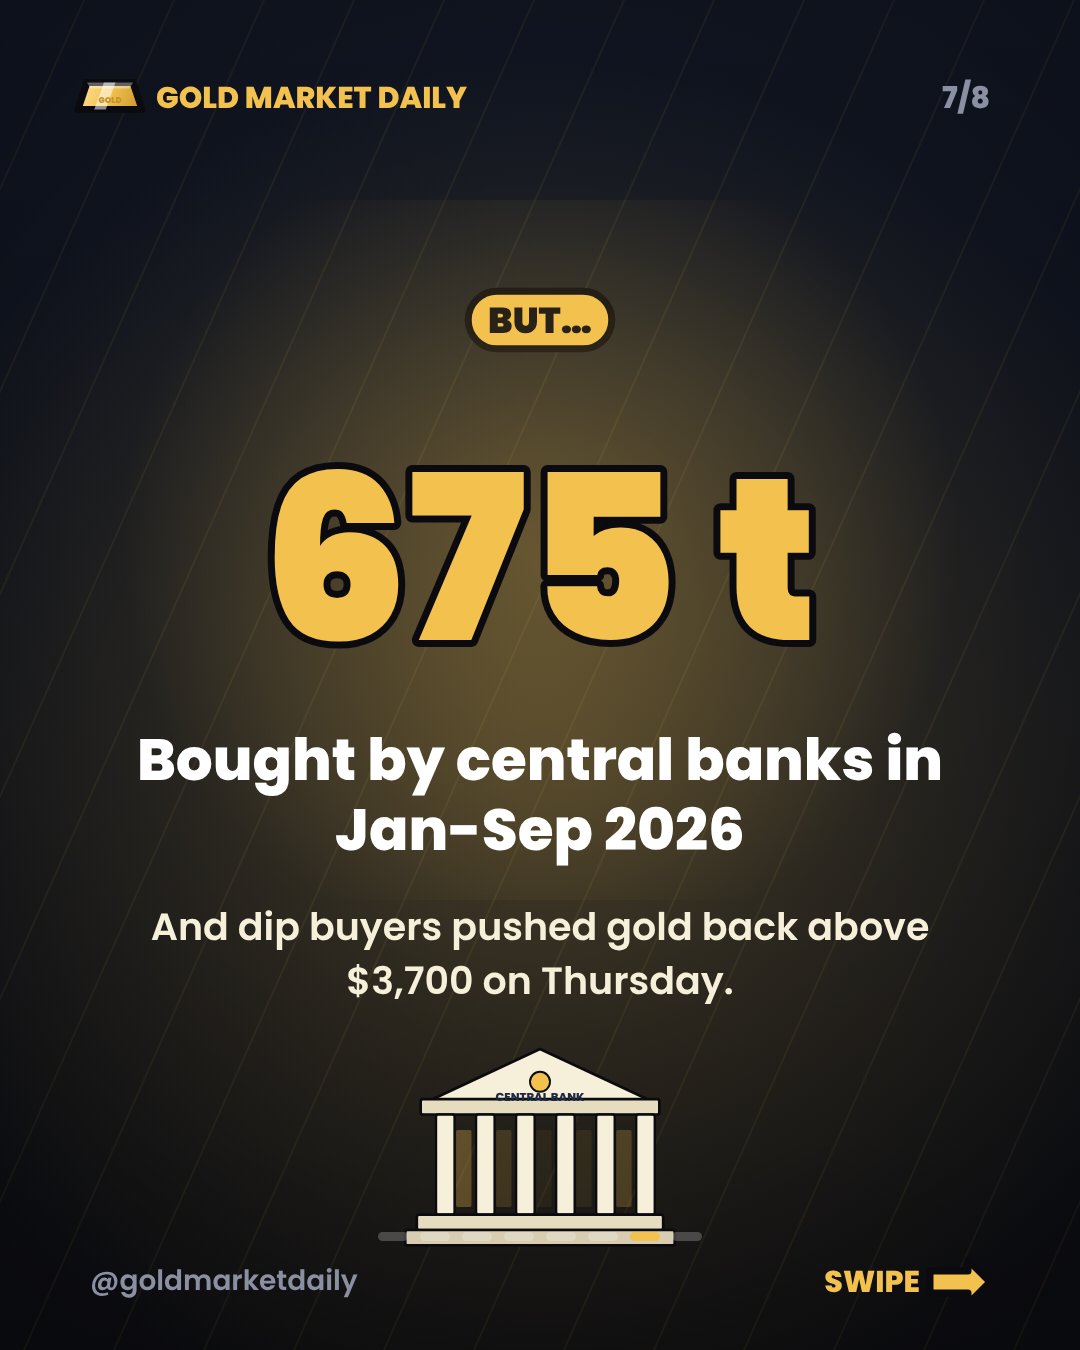 GOLD
GOLD MARKET DAILY
7/8
BUT...
675 t
Bought by central banks in
Jan-Sep 2026
And dip buyers pushed gold back above
$3,700 on Thursday.
CENTRAL BANK
@goldmarketdaily
SWIPE